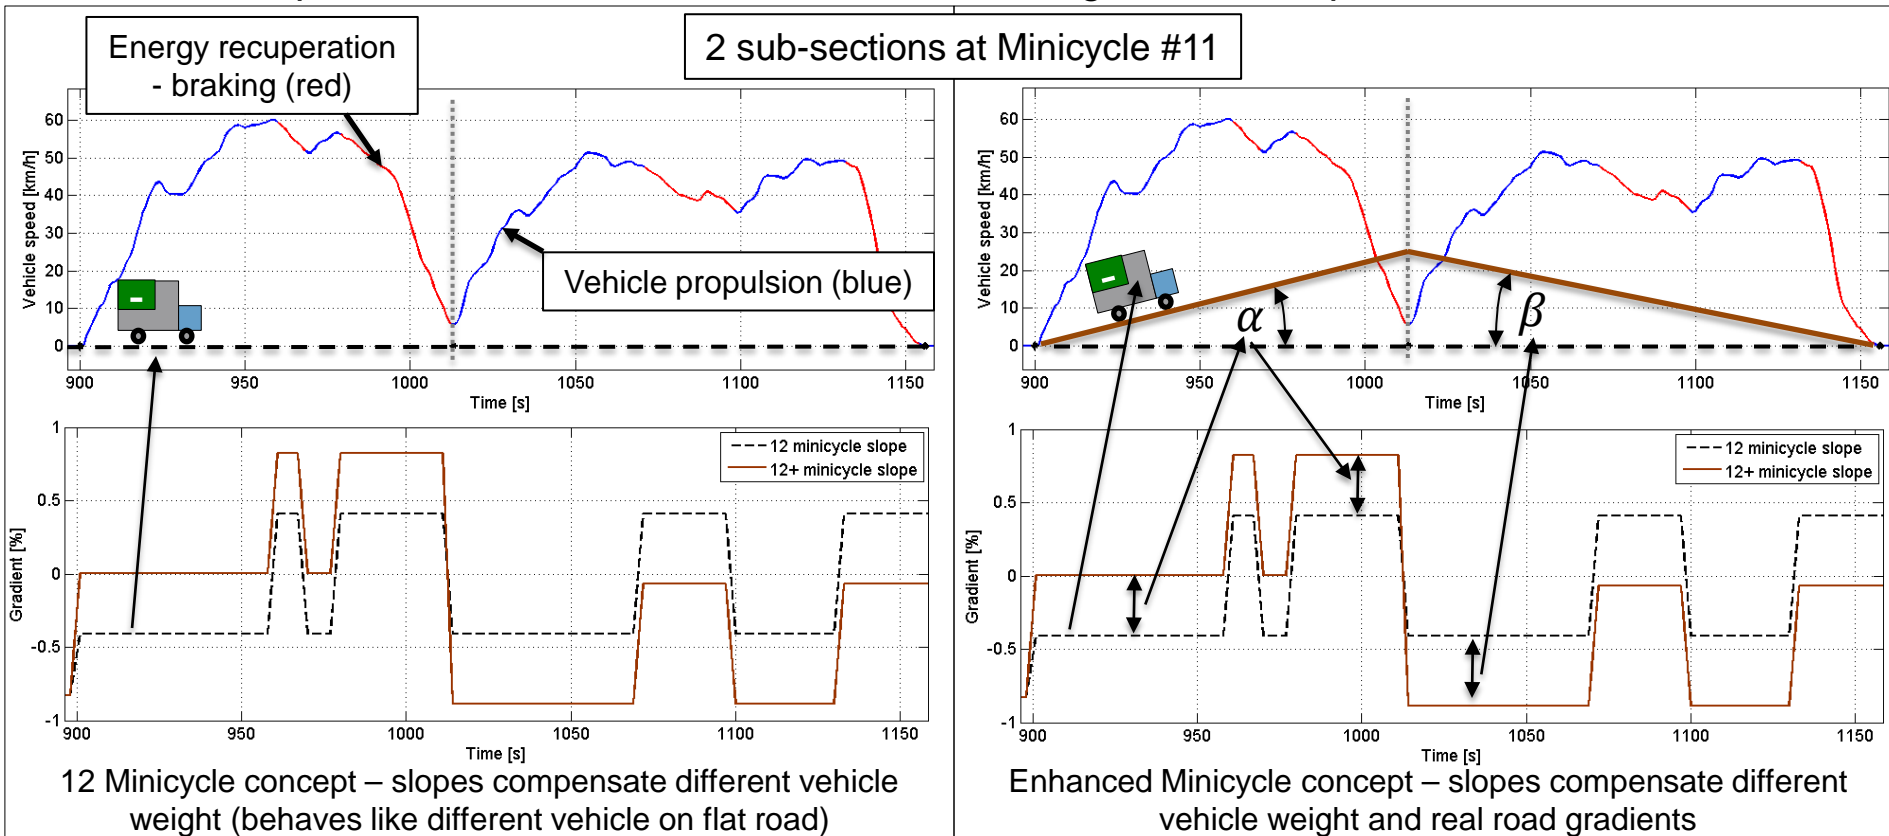 2 sub-sections at Minicycle #11
Energy recuperation
- braking (red)
Vehicle speed [km/h]
60
50
40
30
20
10
0
Vehicle propulsion (blue)
900
950
1000
1050
1100
1150
Time [s]
Gradient [%]
1
0.5
0
-0.5
-1
12 minicycle slope
12+ minicycle slope
900
950
1000
1050
1100
1150
Time [s]
12 Minicycle concept – slopes compensate different vehicle
weight (behaves like different vehicle on flat road)
Vehicle speed [km/h]
60
50
40
30
20
10
0
α
β
900
950
1000
1050
1100
1150
Time [s]
Gradient [%]
1
0.5
0
-0.5
-1
12 minicycle slope
12+ minicycle slope
900
950
1000
1050
1100
1150
Time [s]
Enhanced Minicycle concept – slopes compensate different
vehicle weight and real road gradients